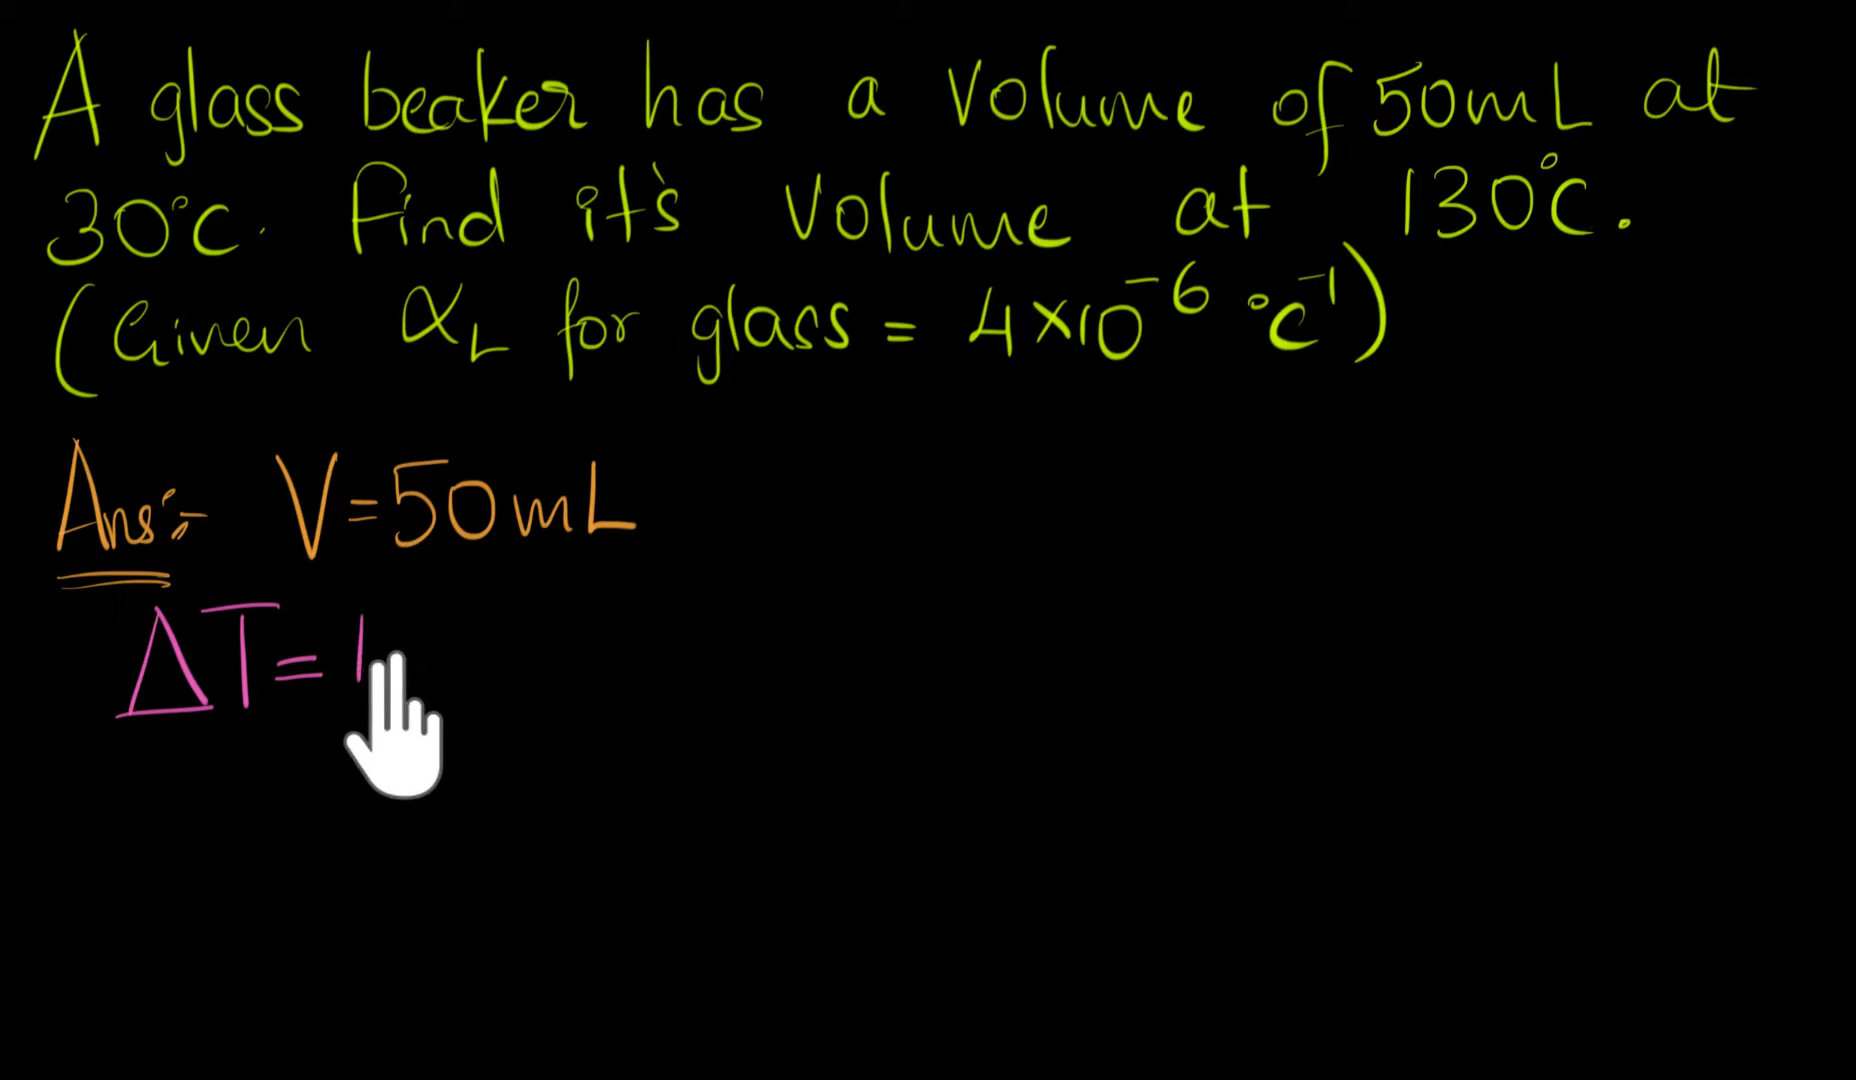 A glass beaker has a volume of 50mL at
30°C. Find it's volume at 130°C.
(Given αL for glass = 4×10⁻⁶ °C⁻¹)
Ans:- V=50mL
ΔT= 1